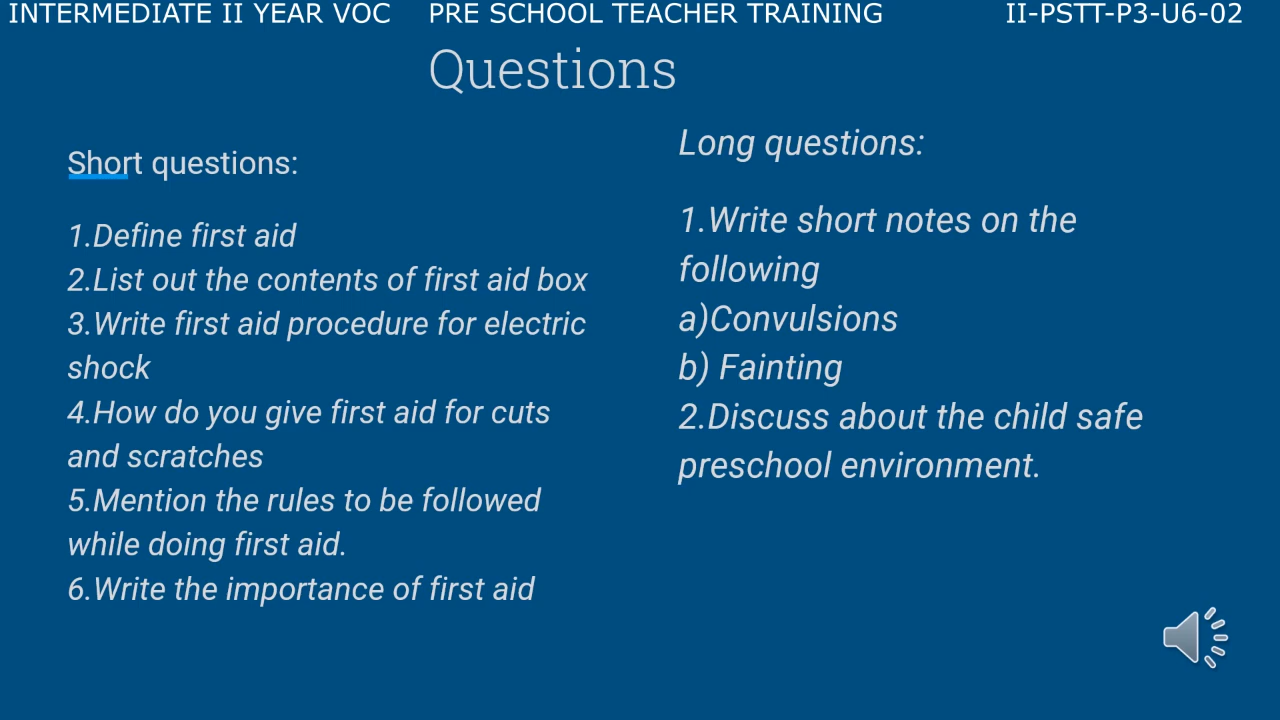 INTERMEDIATE II YEAR VOC PRE SCHOOL TEACHER TRAINING II-PSTT-P3-U6-02
Questions
Short questions:
1.Define first aid
2.List out the contents of first aid box
3.Write first aid procedure for electric
shock
4.How do you give first aid for cuts
and scratches
5.Mention the rules to be followed
while doing first aid.
6.Write the importance of first aid
Long questions:
1.Write short notes on the
following
a)Convulsions
b) Fainting
2.Discuss about the child safe
preschool environment.